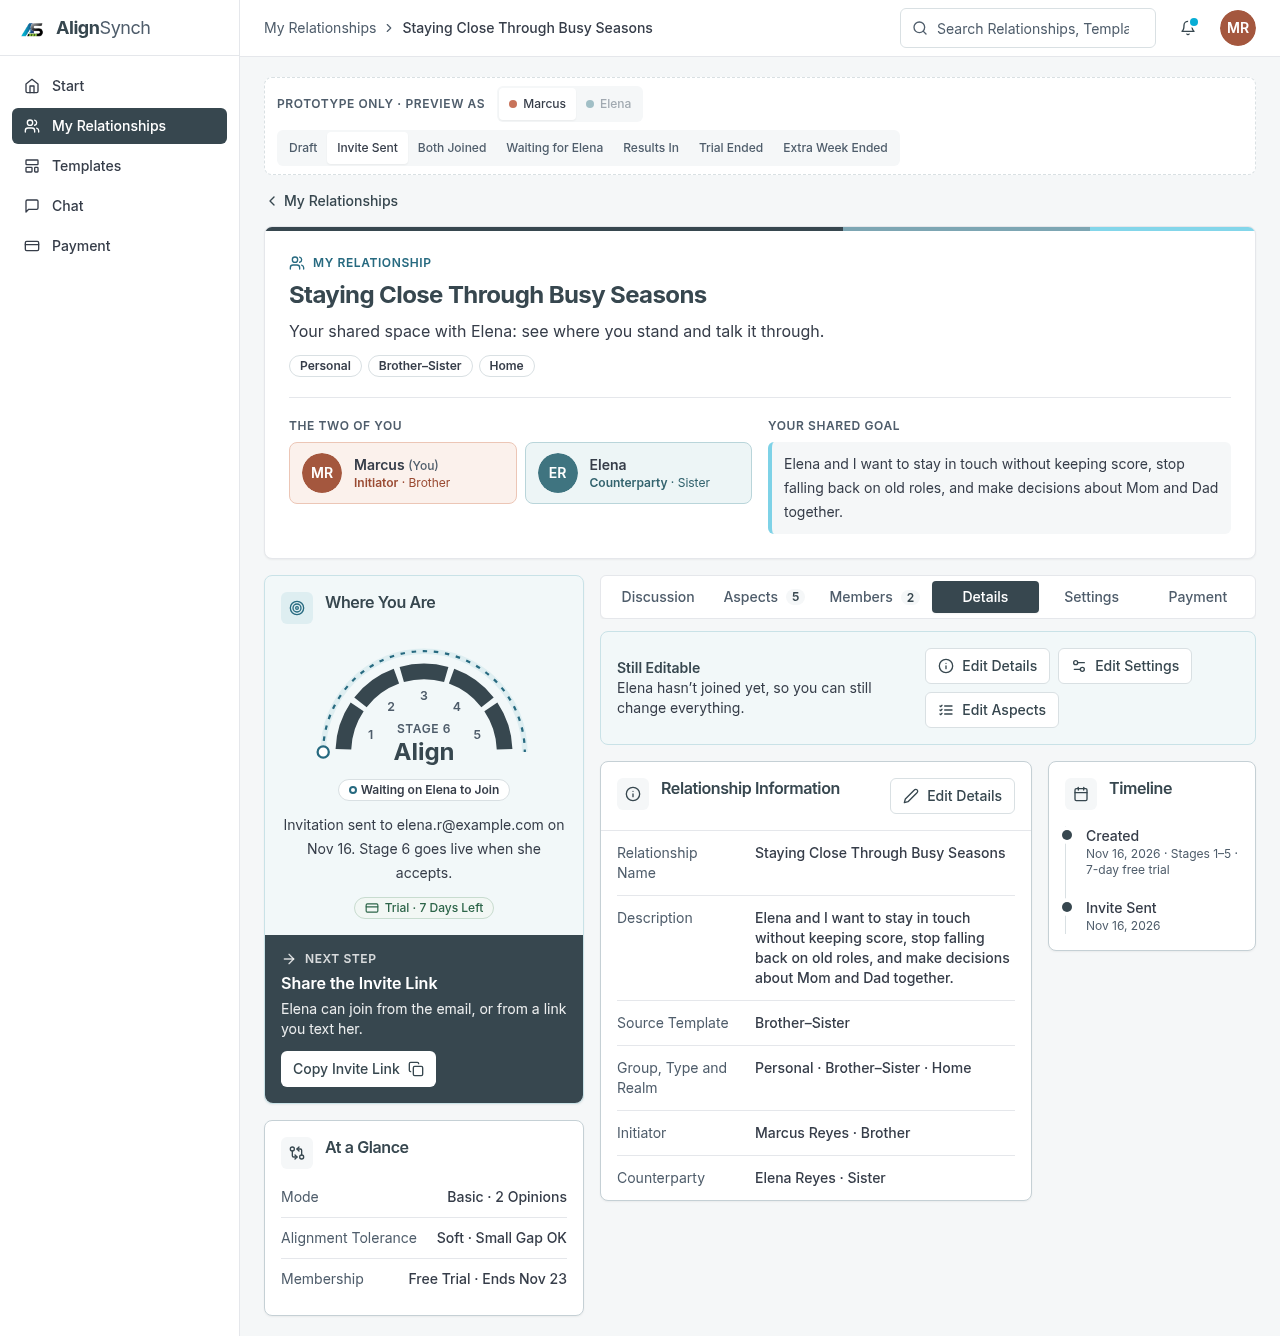 AlignSynch
My Relationships > Staying Close Through Busy Seasons
Search Relationships, Templa
MR
Start
My Relationships
Templates
Chat
Payment
PROTOTYPE ONLY · PREVIEW AS
Marcus
Elena
Draft
Invite Sent
Both Joined
Waiting for Elena
Results In
Trial Ended
Extra Week Ended
My Relationships
MY RELATIONSHIP
Staying Close Through Busy Seasons
Your shared space with Elena: see where you stand and talk it through.
Personal
Brother–Sister
Home
THE TWO OF YOU
MR
Marcus (You)
Initiator · Brother
ER
Elena
Counterparty · Sister
YOUR SHARED GOAL
Elena and I want to stay in touch without keeping score, stop
falling back on old roles, and make decisions about Mom and Dad
together.
Where You Are
1
2
3
4
5
STAGE 6
Align
Waiting on Elena to Join
Invitation sent to elena.r@example.com on
Nov 16. Stage 6 goes live when she
accepts.
Trial · 7 Days Left
NEXT STEP
Share the Invite Link
Elena can join from the email, or from a link
you text her.
Copy Invite Link
At a Glance
Mode
Basic · 2 Opinions
Alignment Tolerance
Soft · Small Gap OK
Membership
Free Trial · Ends Nov 23
Discussion
Aspects 5
Members 2
Details
Settings
Payment
Still Editable
Elena hasn’t joined yet, so you can still
change everything.
Edit Details
Edit Settings
Edit Aspects
Relationship Information
Edit Details
Relationship
Name
Staying Close Through Busy Seasons
Description
Elena and I want to stay in touch
without keeping score, stop falling
back on old roles, and make decisions
about Mom and Dad together.
Source Template
Brother–Sister
Group, Type and
Realm
Personal · Brother–Sister · Home
Initiator
Marcus Reyes · Brother
Counterparty
Elena Reyes · Sister
Timeline
Created
Nov 16, 2026 · Stages 1–5 ·
7-day free trial
Invite Sent
Nov 16, 2026